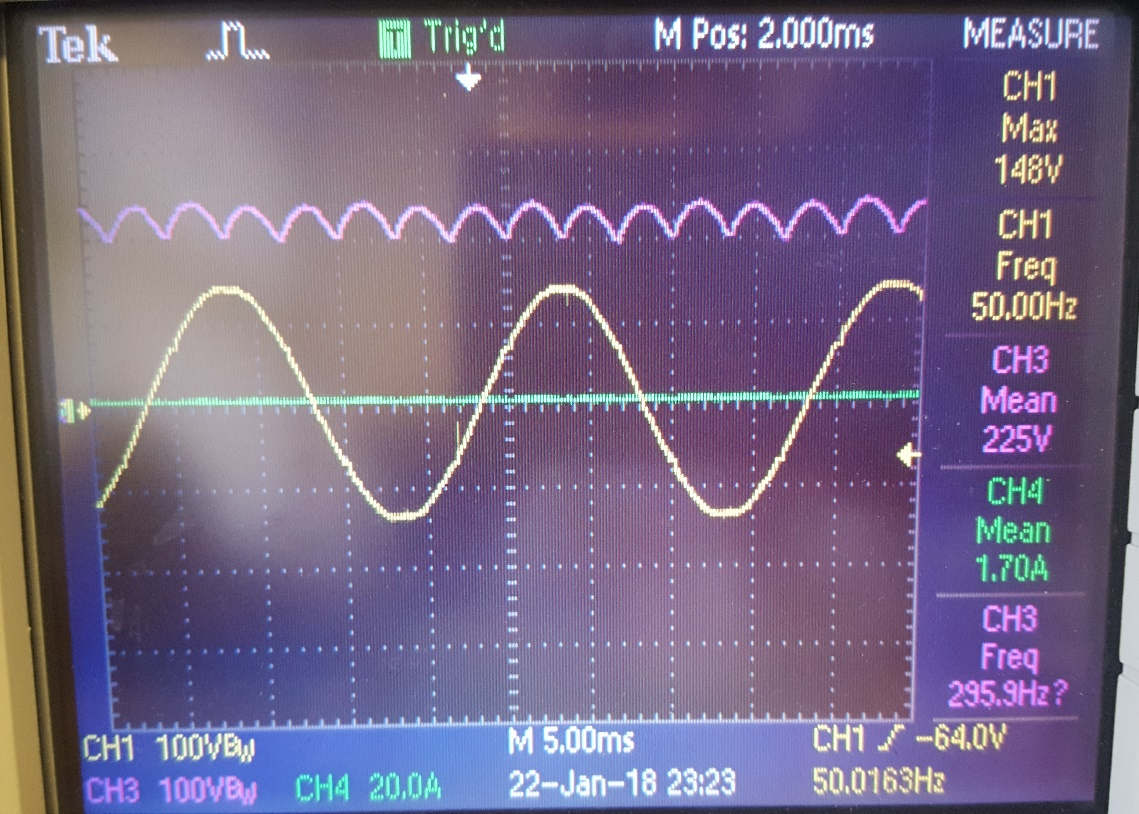 Tek T Trig'd M Pos: 2.000ms MEASURE
CH1
Max
148V
CH1
Freq
50.00Hz
CH3
Mean
225V
CH4
Mean
1.70A
CH3
Freq
295.9Hz?
1+
CH1 100VBW M 5.00ms CH1 -64.0V
CH3 100VBW CH4 20.0A 22-Jan-18 23:23 50.0163Hz